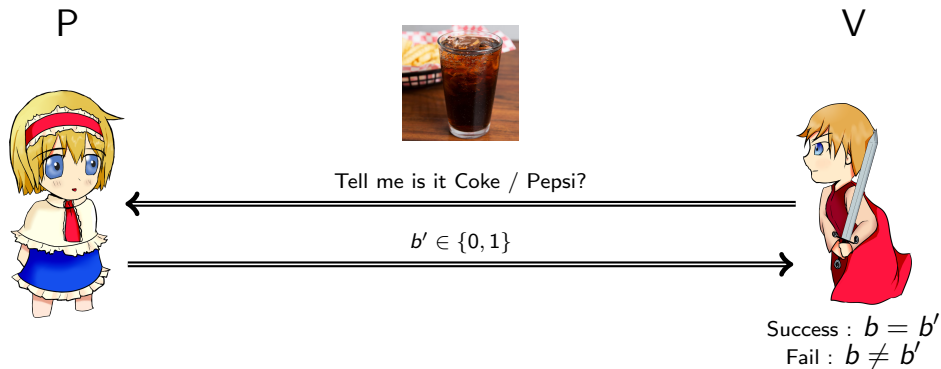 P
V
Tell me is it Coke / Pepsi?
b′ ∈ {0, 1}
Success : b = b′
Fail : b ≠ b′